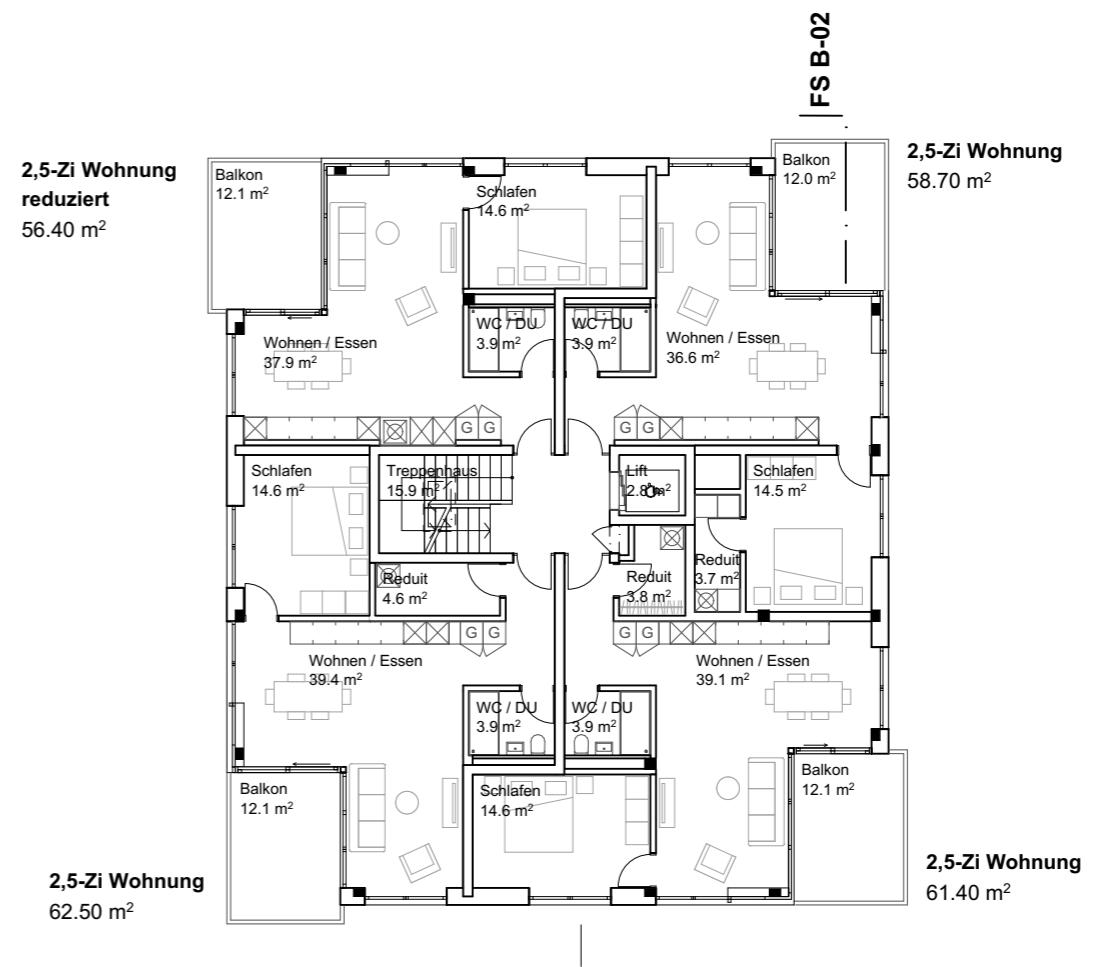 FS B-02
2,5-Zi Wohnung
reduziert
56.40 m²
Balkon
12.1 m²
Schlafen
14.6 m²
Balkon
12.0 m²
2,5-Zi Wohnung
58.70 m²
WC / DU
3.9 m²
WC / DU
3.9 m²
Wohnen / Essen
37.9 m²
Wohnen / Essen
36.6 m²
G G
G G
Schlafen
14.6 m²
Treppenhaus
15.9 m²
Lift
2.8 m²
Schlafen
14.5 m²
Reduit
4.6 m²
Reduit
3.8 m²
Reduit
3.7 m²
G G
G G
Wohnen / Essen
39.4 m²
Wohnen / Essen
39.1 m²
WC / DU
3.9 m²
WC / DU
3.9 m²
Balkon
12.1 m²
Schlafen
14.6 m²
Balkon
12.1 m²
2,5-Zi Wohnung
62.50 m²
2,5-Zi Wohnung
61.40 m²